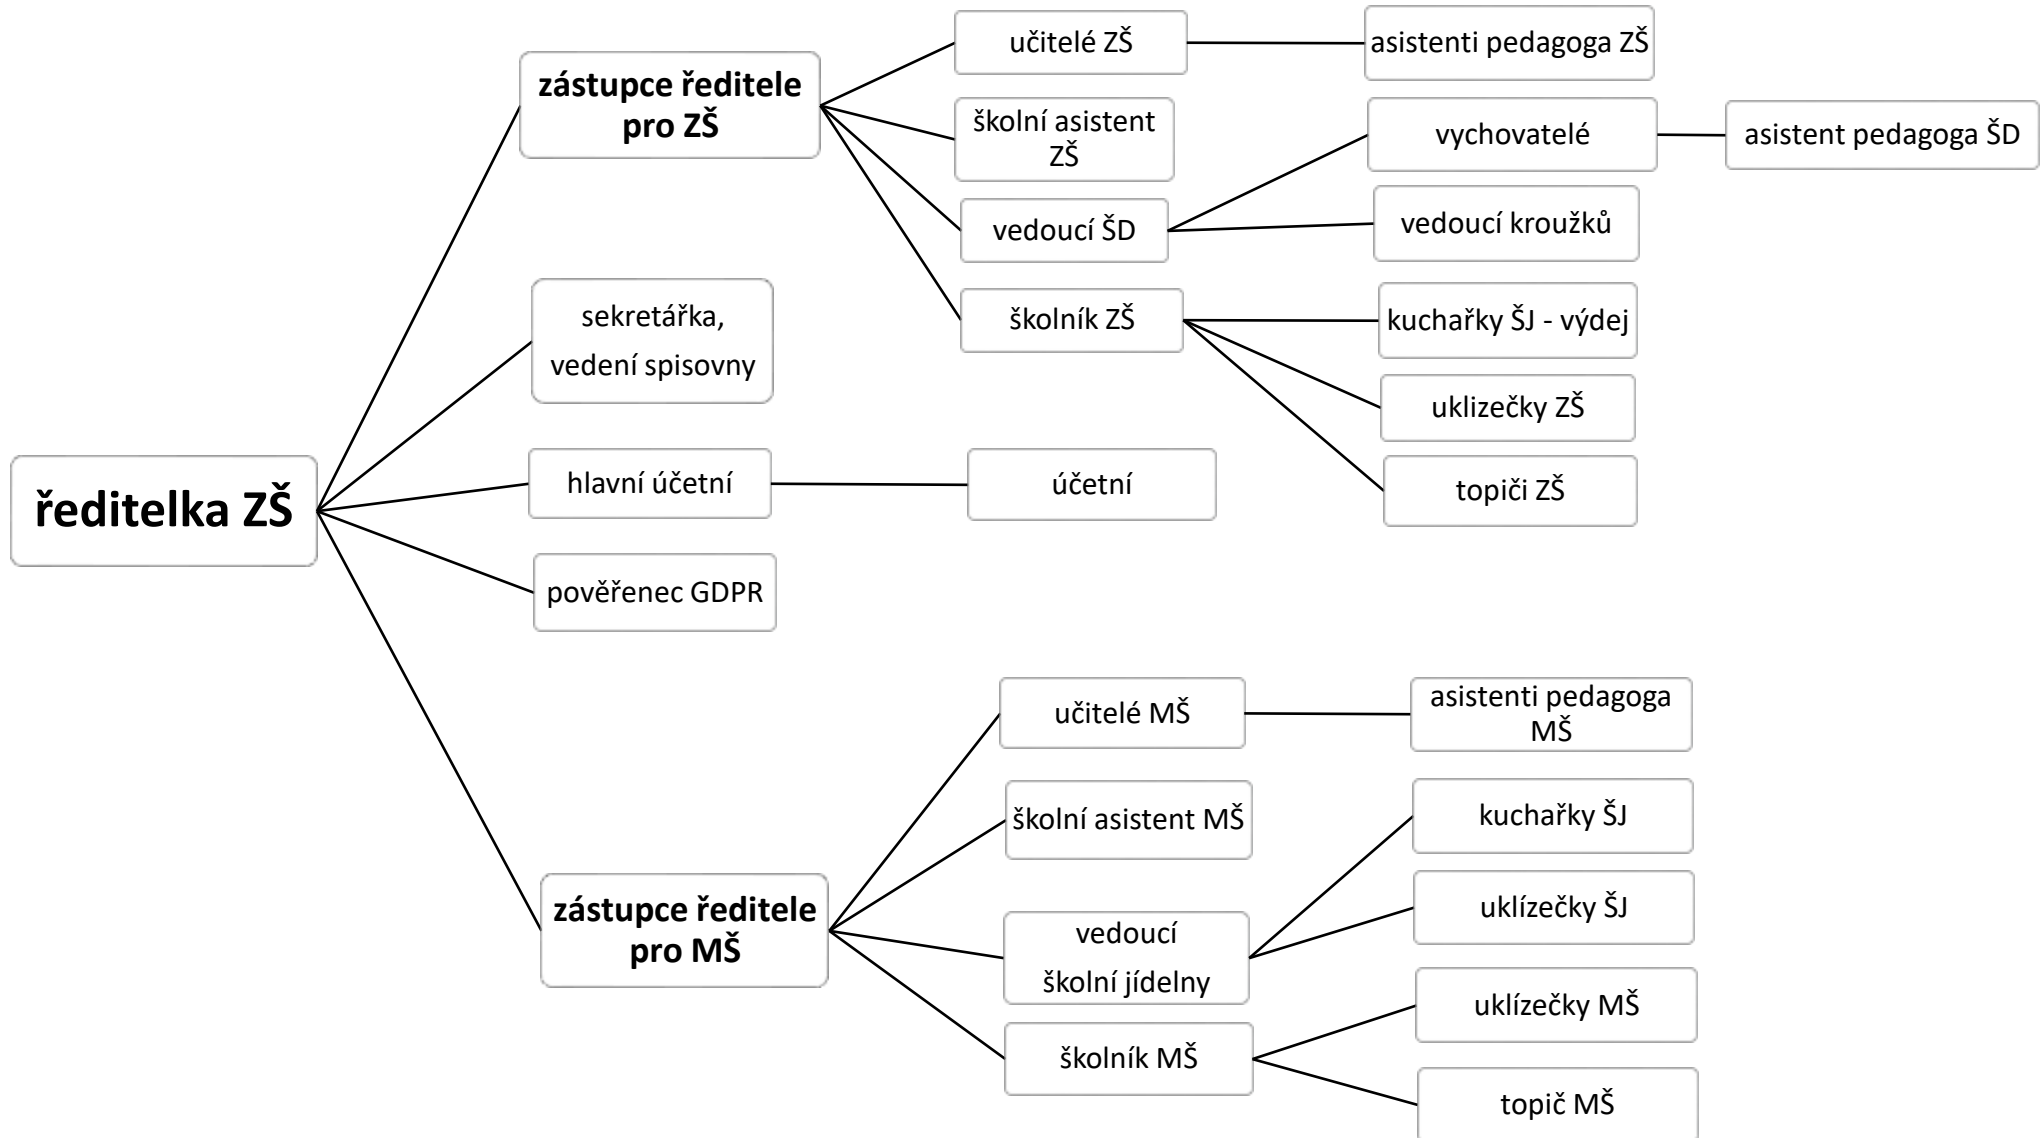 ředitelka ZŠ
zástupce ředitele
pro ZŠ
učitelé ZŠ
asistenti pedagoga ZŠ
školní asistent
ZŠ
vedoucí ŠD
vychovatelé
asistent pedagoga ŠD
vedoucí kroužků
školník ZŠ
kuchařky ŠJ - výdej
uklizečky ZŠ
topiči ZŠ
sekretářka,
vedení spisovny
hlavní účetní
účetní
pověřenec GDPR
zástupce ředitele
pro MŠ
učitelé MŠ
asistenti pedagoga
MŠ
školní asistent MŠ
vedoucí
školní jídelny
kuchařky ŠJ
uklízečky ŠJ
školník MŠ
uklízečky MŠ
topič MŠ